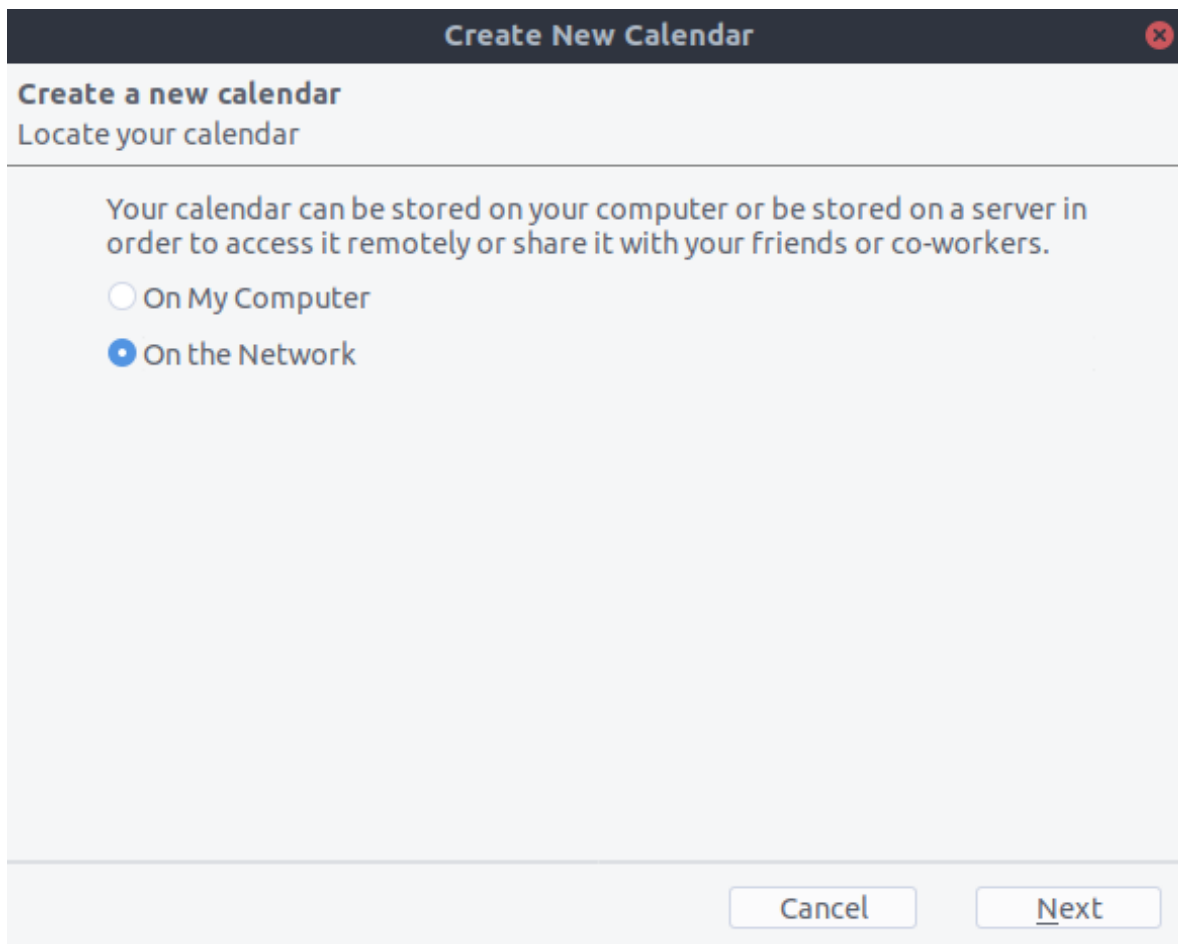 Create New Calendar
Create a new calendar
Locate your calendar
Your calendar can be stored on your computer or be stored on a server in
order to access it remotely or share it with your friends or co-workers.
On My Computer
On the Network
Cancel
Next